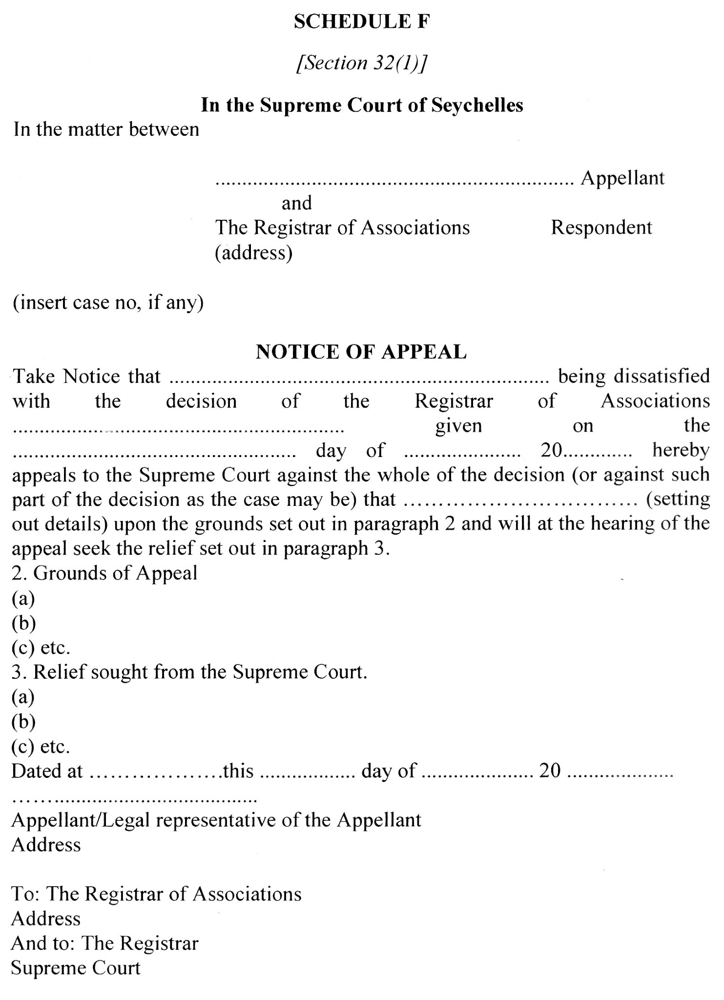 SCHEDULE F
[Section 32(1)]
In the Supreme Court of Seychelles
In the matter between
.................................................................. Appellant
and
The Registrar of Associations Respondent
(address)
(insert case no, if any)
NOTICE OF APPEAL
Take Notice that ...................................................................... being dissatisfied
with the decision of the Registrar of Associations
............................................................. given on the
.................................................... day of ...................... 20............. hereby
appeals to the Supreme Court against the whole of the decision (or against such
part of the decision as the case may be) that .................................. (setting
out details) upon the grounds set out in paragraph 2 and will at the hearing of the
appeal seek the relief set out in paragraph 3.
2. Grounds of Appeal
(a)
(b)
(c) etc.
3. Relief sought from the Supreme Court.
(a)
(b)
(c) etc.
Dated at ....................this .................. day of ..................... 20 ....................
..............................................
Appellant/Legal representative of the Appellant
Address
To: The Registrar of Associations
Address
And to: The Registrar
Supreme Court